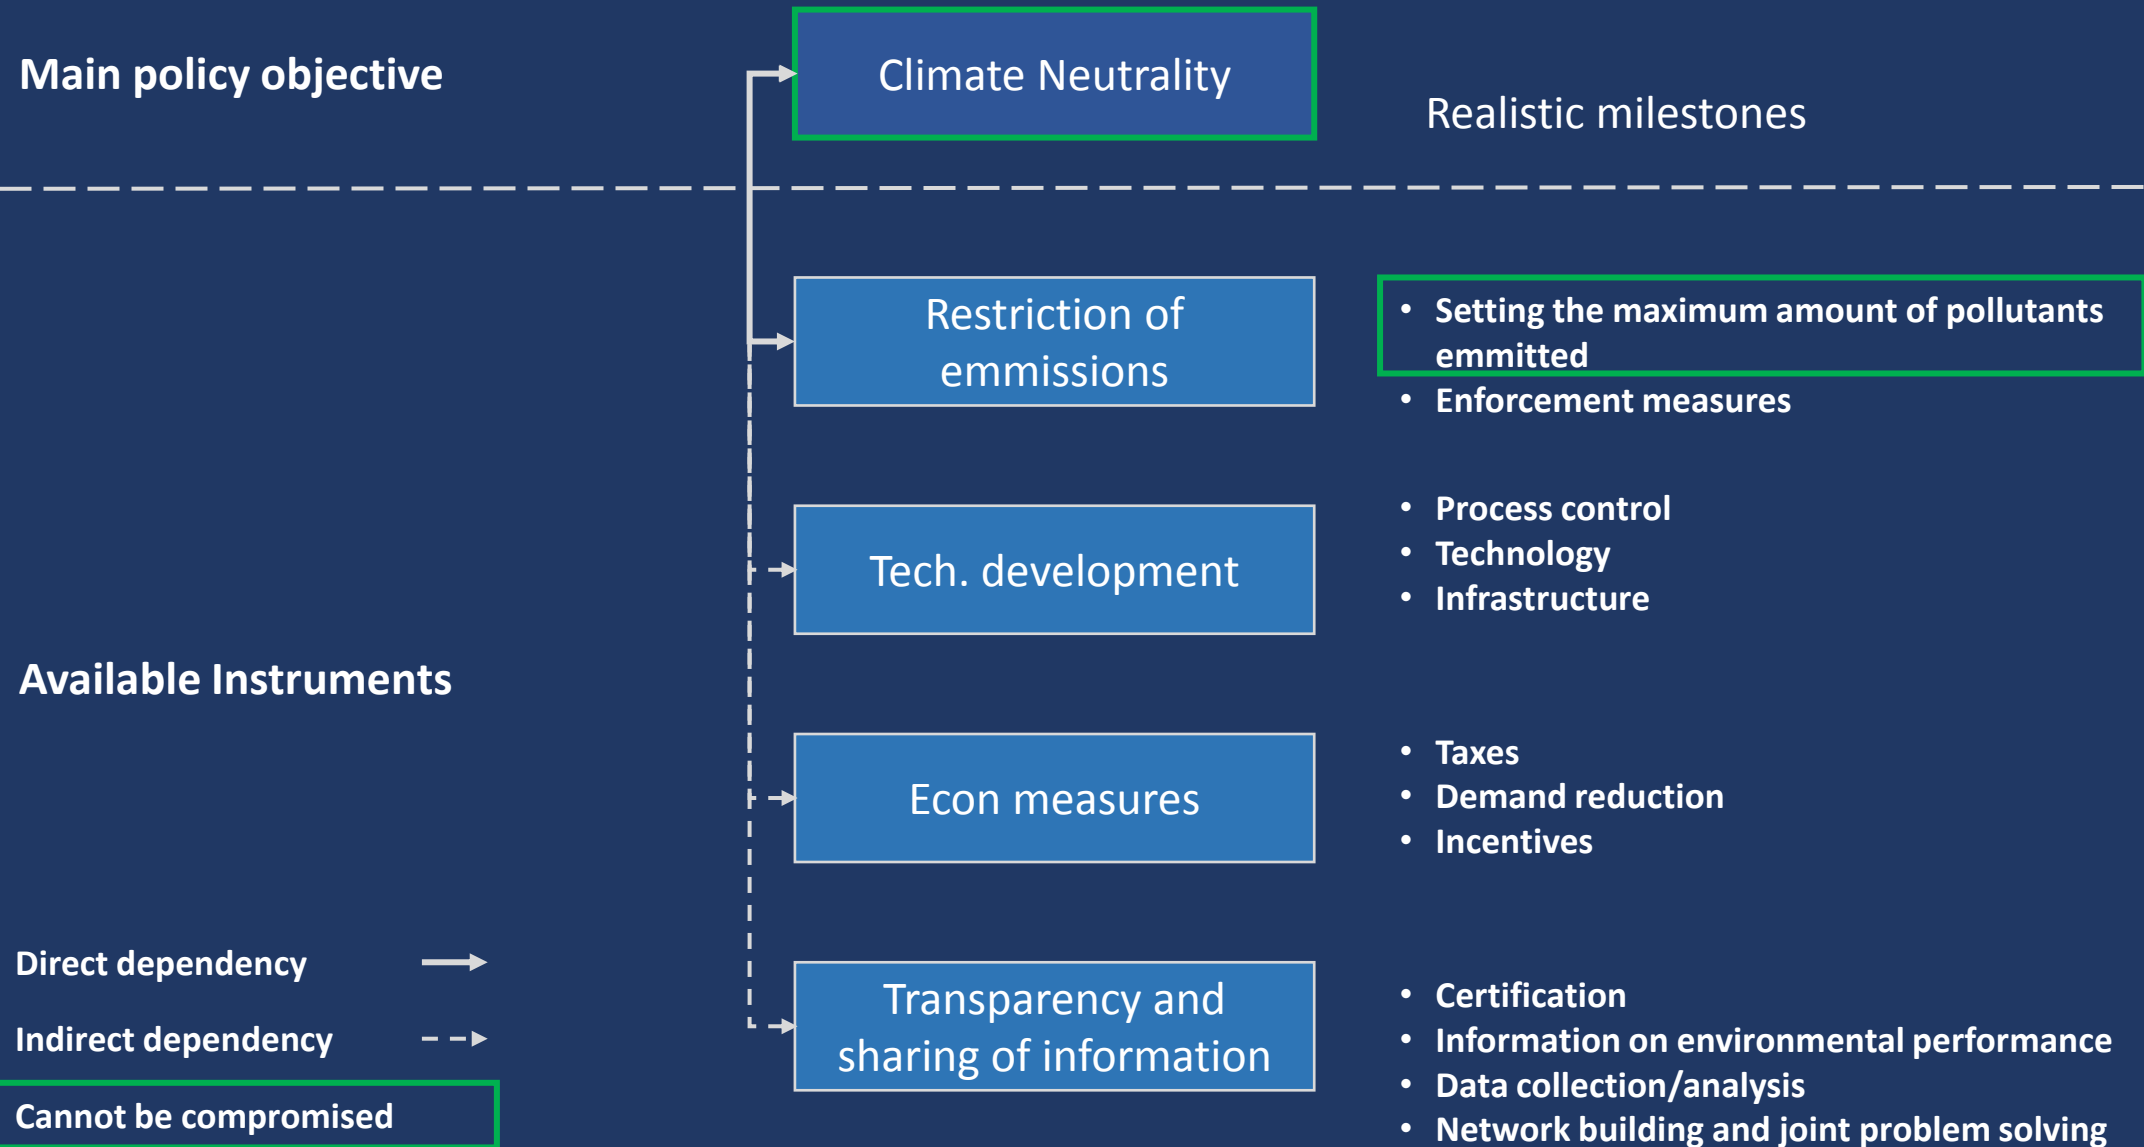 Main policy objective
Climate Neutrality
Realistic milestones
Restriction of
emmissions
• Setting the maximum amount of pollutants
emmitted
• Enforcement measures
Tech. development
• Process control
• Technology
• Infrastructure
Available Instruments
Econ measures
• Taxes
• Demand reduction
• Incentives
Direct dependency
Indirect dependency
Cannot be compromised
Transparency and
sharing of information
• Certification
• Information on environmental performance
• Data collection/analysis
• Network building and joint problem solving